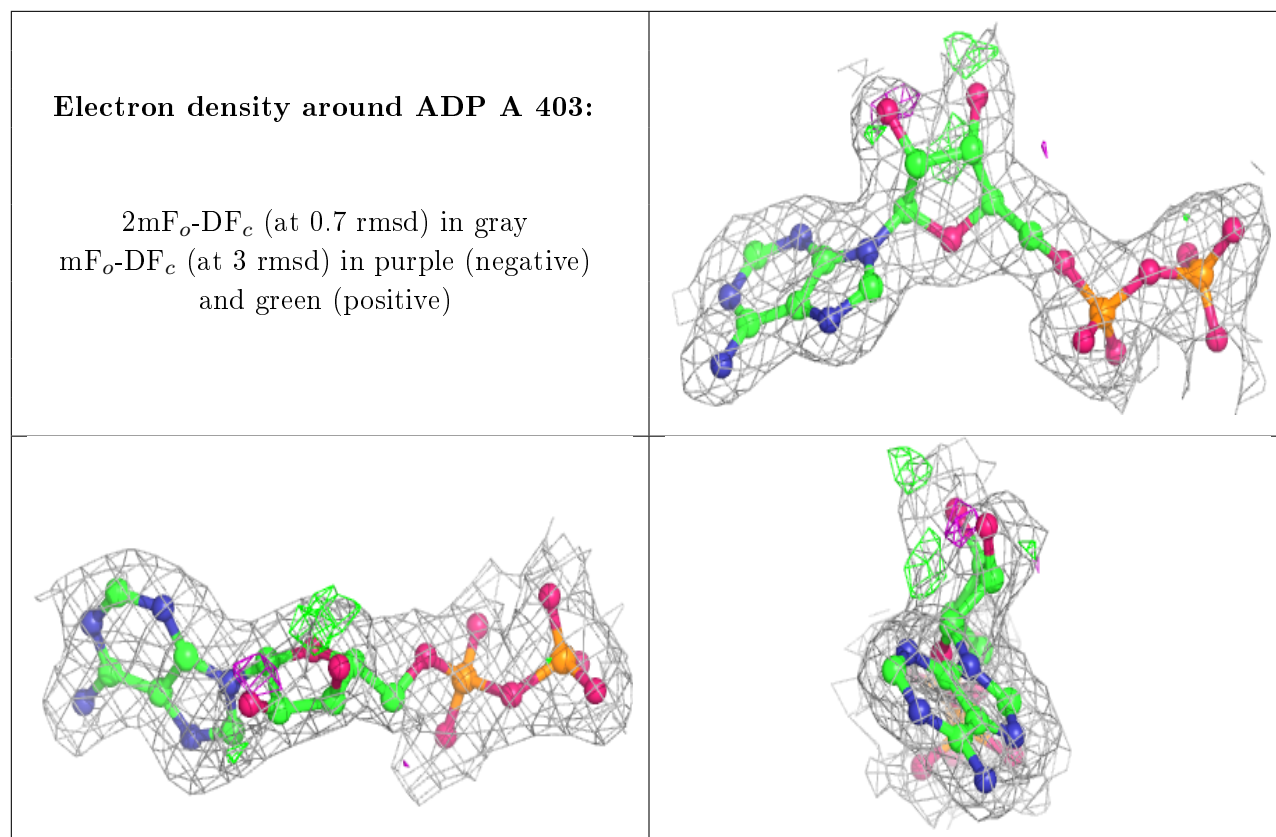 Electron density around ADP A 403:
2mFₒ-DF𝒸 (at 0.7 rmsd) in gray
mFₒ-DF𝒸 (at 3 rmsd) in purple (negative)
and green (positive)